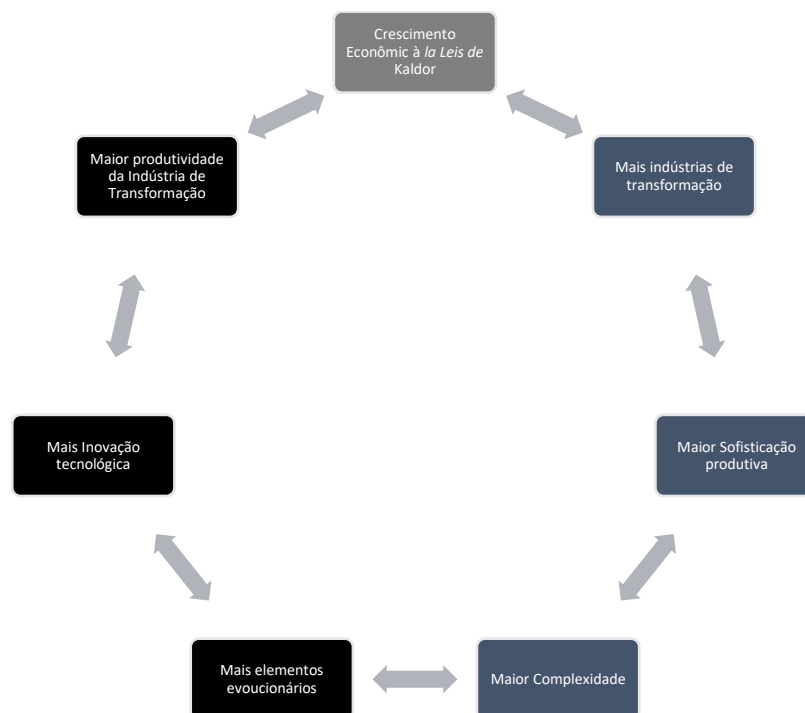 Crescimento
Econômic à la Leis de
Kaldor
Mais indústrias de
transformação
Maior Sofisticação
produtiva
Maior Complexidade
Mais elementos
evoucionários
Mais Inovação
tecnológica
Maior produtividade
da Indústria de
Transformação